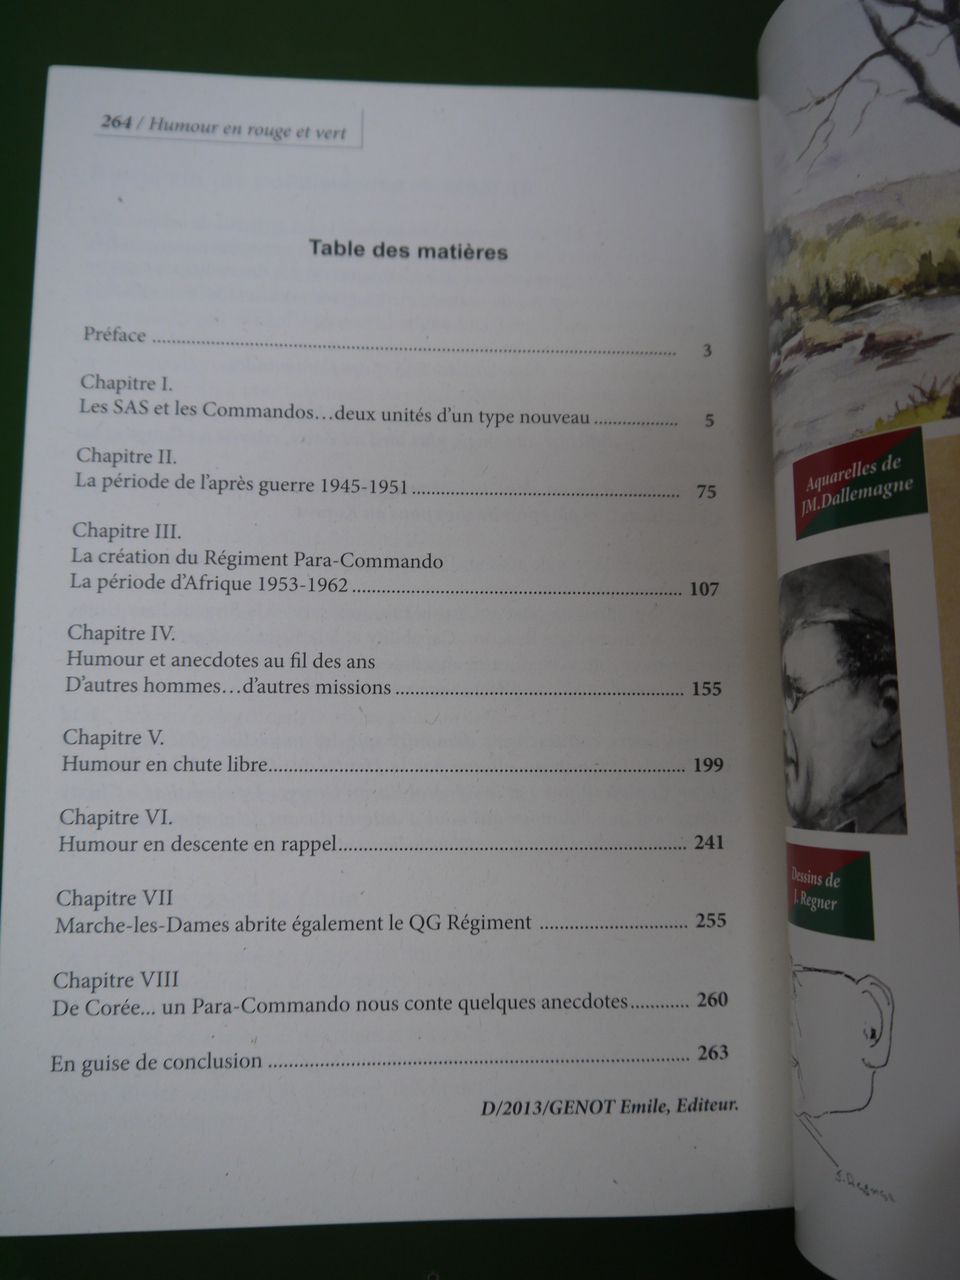 264 / Humour en rouge et vert
Table des matières
Préface ........ 3
Chapitre I.
Les SAS et les Commandos...deux unités d'un type nouveau ........ 5
Chapitre II.
La période de l'après guerre 1945-1951 ........ 75
Chapitre III.
La création du Régiment Para-Commando
La période d'Afrique 1953-1962 ........ 107
Chapitre IV.
Humour et anecdotes au fil des ans
D'autres hommes...d'autres missions ........ 155
Chapitre V.
Humour en chute libre ........ 199
Chapitre VI.
Humour en descente en rappel ........ 241
Chapitre VII
Marche-les-Dames abrite également le QG Régiment ........ 255
Chapitre VIII
De Corée... un Para-Commando nous conte quelques anecdotes ........ 260
En guise de conclusion ........ 263
D/2013/GENOT Emile, Editeur.
Aquarelles de
JM.Dallemagne
Dessins de
J. Regner
J. Regner